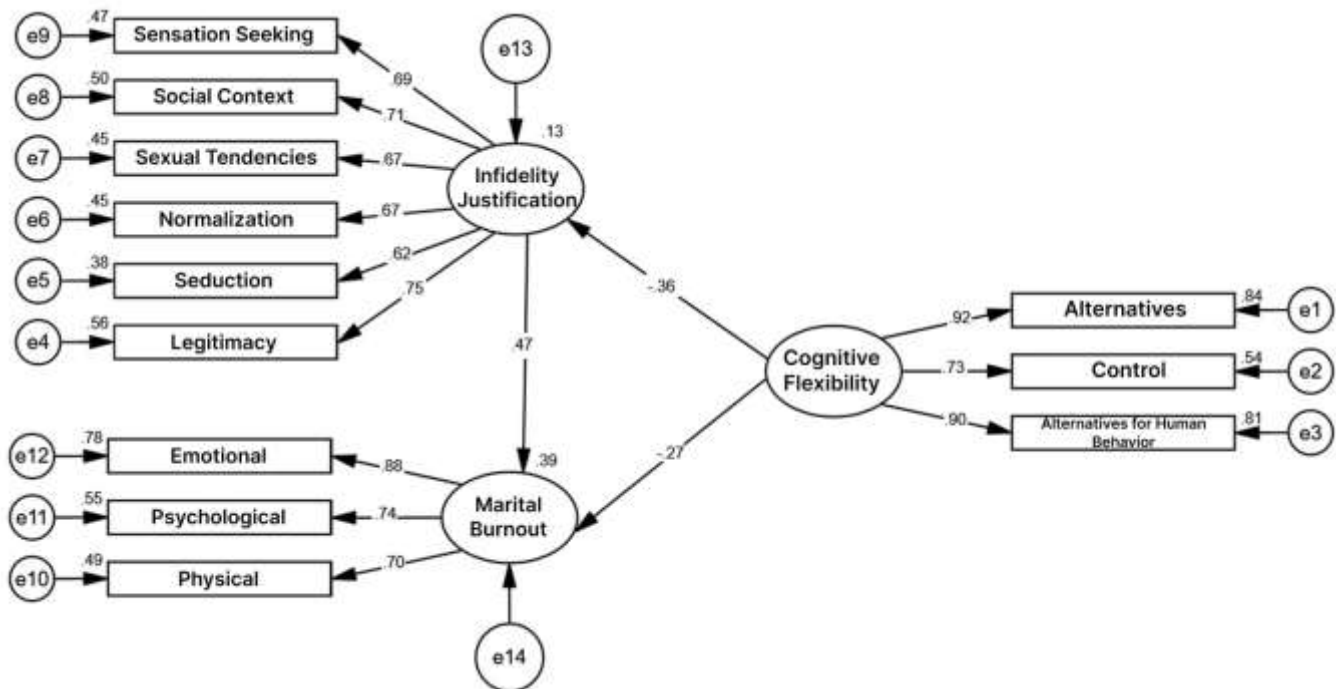 e9
.47
Sensation Seeking
e13
.69
e8
.50
Social Context
.71
.13
e7
.45
Sexual Tendencies
.67
Infidelity
Justification
e6
.45
Normalization
.67
e5
.38
Seduction
.62
-.36
e4
.56
Legitimacy
.75
.47
.92
Alternatives
.84
e1
Cognitive
Flexibility
.73
Control
.54
e2
.90
Alternatives for Human
Behavior
.81
e3
-.27
e12
.78
Emotional
.88
.39
Marital
Burnout
e11
.55
Psychological
.74
e10
.49
Physical
.70
e14